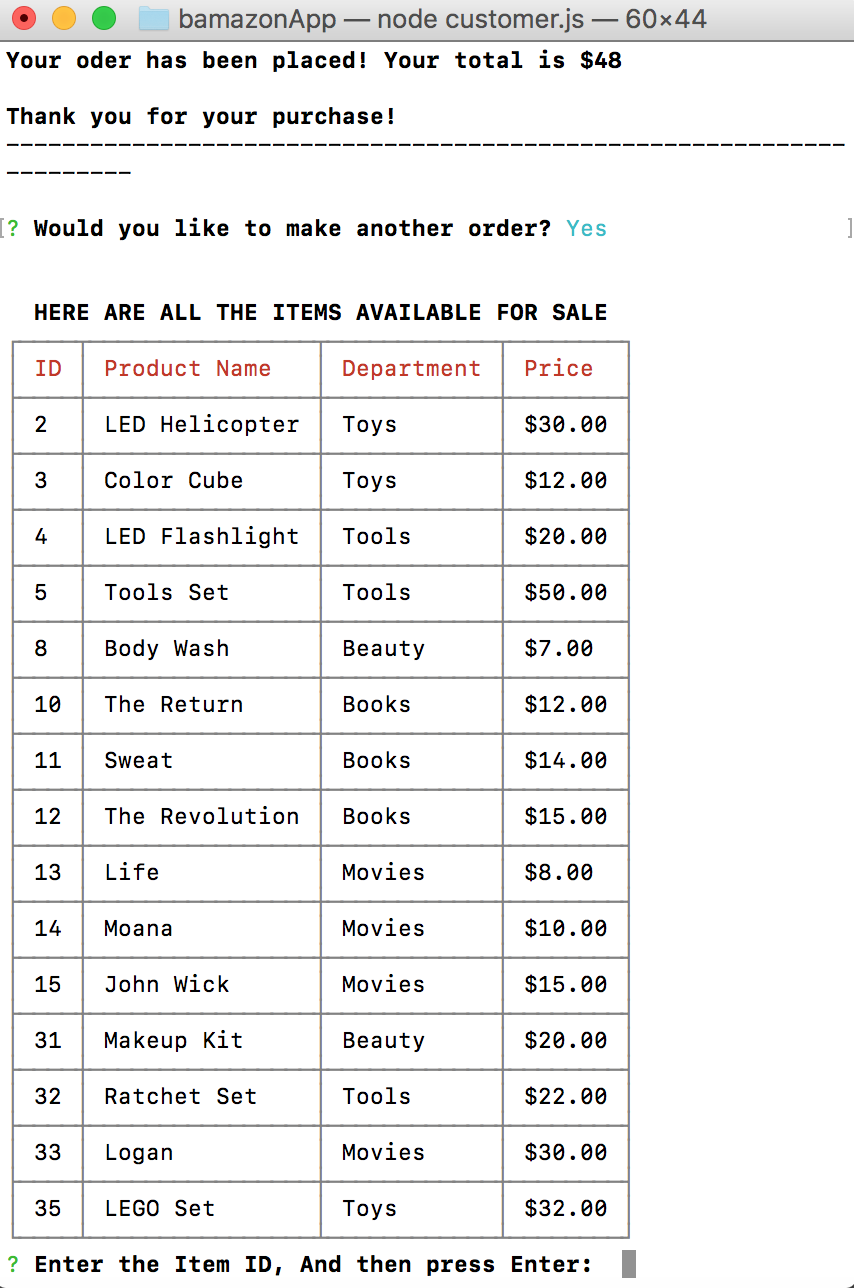 bamazonApp — node customer.js — 60×44
Your oder has been placed! Your total is $48
Thank you for your purchase!
------------------------------------------------------------
---------
? Would you like to make another order? Yes
HERE ARE ALL THE ITEMS AVAILABLE FOR SALE
ID Product Name Department Price
2 LED Helicopter Toys $30.00
3 Color Cube Toys $12.00
4 LED Flashlight Tools $20.00
5 Tools Set Tools $50.00
8 Body Wash Beauty $7.00
10 The Return Books $12.00
11 Sweat Books $14.00
12 The Revolution Books $15.00
13 Life Movies $8.00
14 Moana Movies $10.00
15 John Wick Movies $15.00
31 Makeup Kit Beauty $20.00
32 Ratchet Set Tools $22.00
33 Logan Movies $30.00
35 LEGO Set Toys $32.00
? Enter the Item ID, And then press Enter: